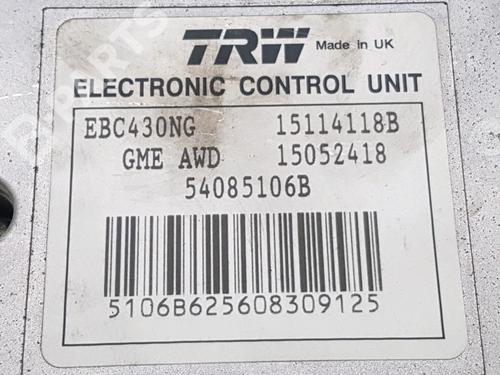 TRW Made in UK
ELECTRONIC CONTROL UNIT
EBC430NG 15114118B
GME AWD 15052418
54085106B
5106B625608309125